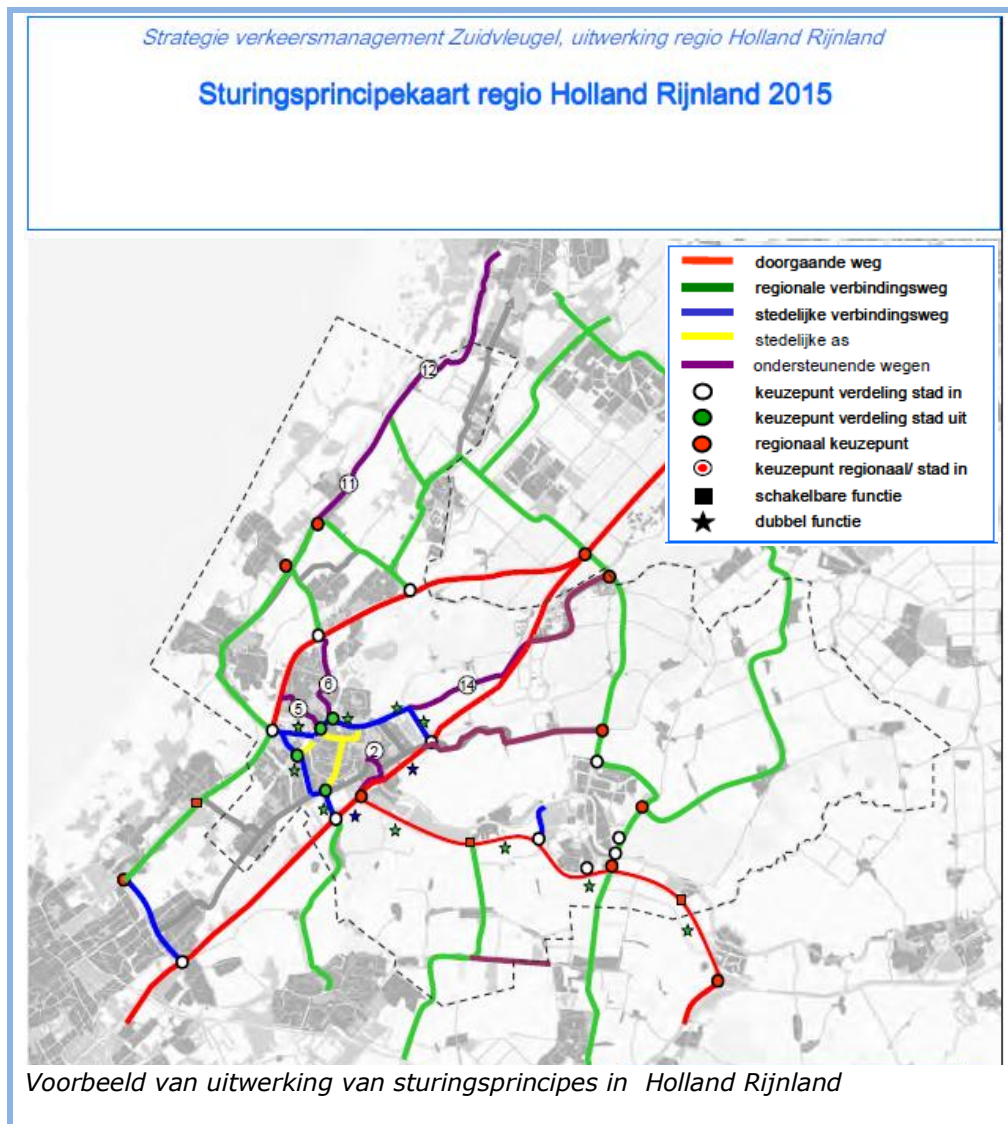 Strategie verkeersmanagement Zuidvleugel, uitwerking regio Holland Rijnland
Sturingsprincipekaart regio Holland Rijnland 2015
doorgaande weg
regionale verbindingsweg
stedelijke verbindingsweg
stedelijke as
ondersteunende wegen
keuzepunt verdeling stad in
keuzepunt verdeling stad uit
regionaal keuzepunt
keuzepunt regionaal/ stad in
schakelbare functie
dubbel functie
12
11
6
14
5
2
Voorbeeld van uitwerking van sturingsprincipes in Holland Rijnland